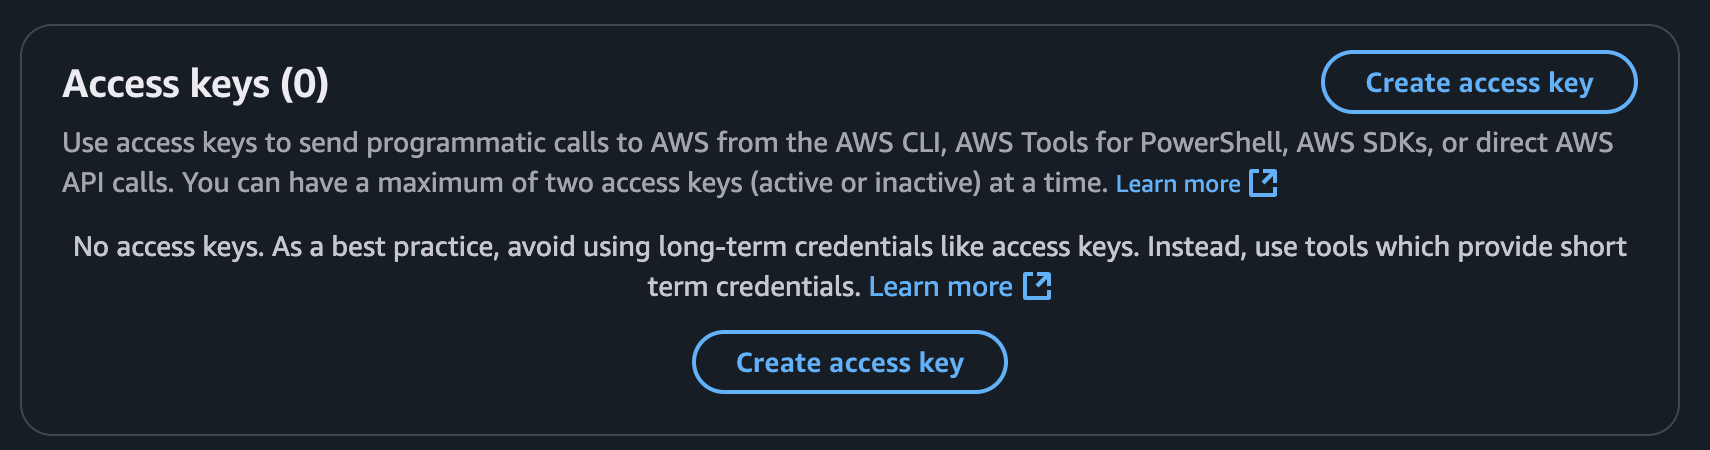 Access keys (0)
Create access key
Use access keys to send programmatic calls to AWS from the AWS CLI, AWS Tools for PowerShell, AWS SDKs, or direct AWS
API calls. You can have a maximum of two access keys (active or inactive) at a time. Learn more
No access keys. As a best practice, avoid using long-term credentials like access keys. Instead, use tools which provide short
term credentials. Learn more
Create access key